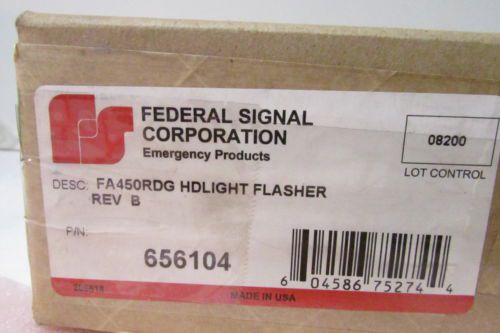 FEDERAL SIGNAL
CORPORATION
Emergency Products
08200
LOT CONTROL
DESC: FA450RDG HDLIGHT FLASHER
REV B
P/N:
656104
6 04586 75274 4
MADE IN USA